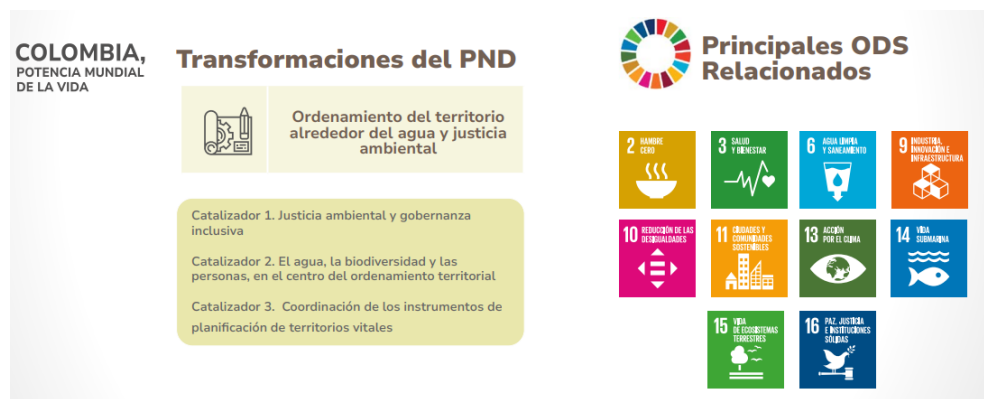 COLOMBIA,
POTENCIA MUNDIAL
DE LA VIDA
Transformaciones del PND
Ordenamiento del territorio
alrededor del agua y justicia
ambiental
Catalizador 1. Justicia ambiental y gobernanza
inclusiva
Catalizador 2. El agua, la biodiversidad y las
personas, en el centro del ordenamiento territorial
Catalizador 3. Coordinación de los instrumentos de
planificación de territorios vitales
Principales ODS
Relacionados
2 HAMBRE
CERO
3 SALUD
Y BIENESTAR
6 AGUA LIMPIA
Y SANEAMIENTO
9 INDUSTRIA,
INNOVACIÓN E
INFRAESTRUCTURA
10 REDUCCIÓN DE LAS
DESIGUALDADES
11 CIUDADES Y
COMUNIDADES
SOSTENIBLES
13 ACCIÓN
POR EL CLIMA
14 VIDA
SUBMARINA
15 VIDA
DE ECOSISTEMAS
TERRESTRES
16 PAZ, JUSTICIA
E INSTITUCIONES
SÓLIDAS